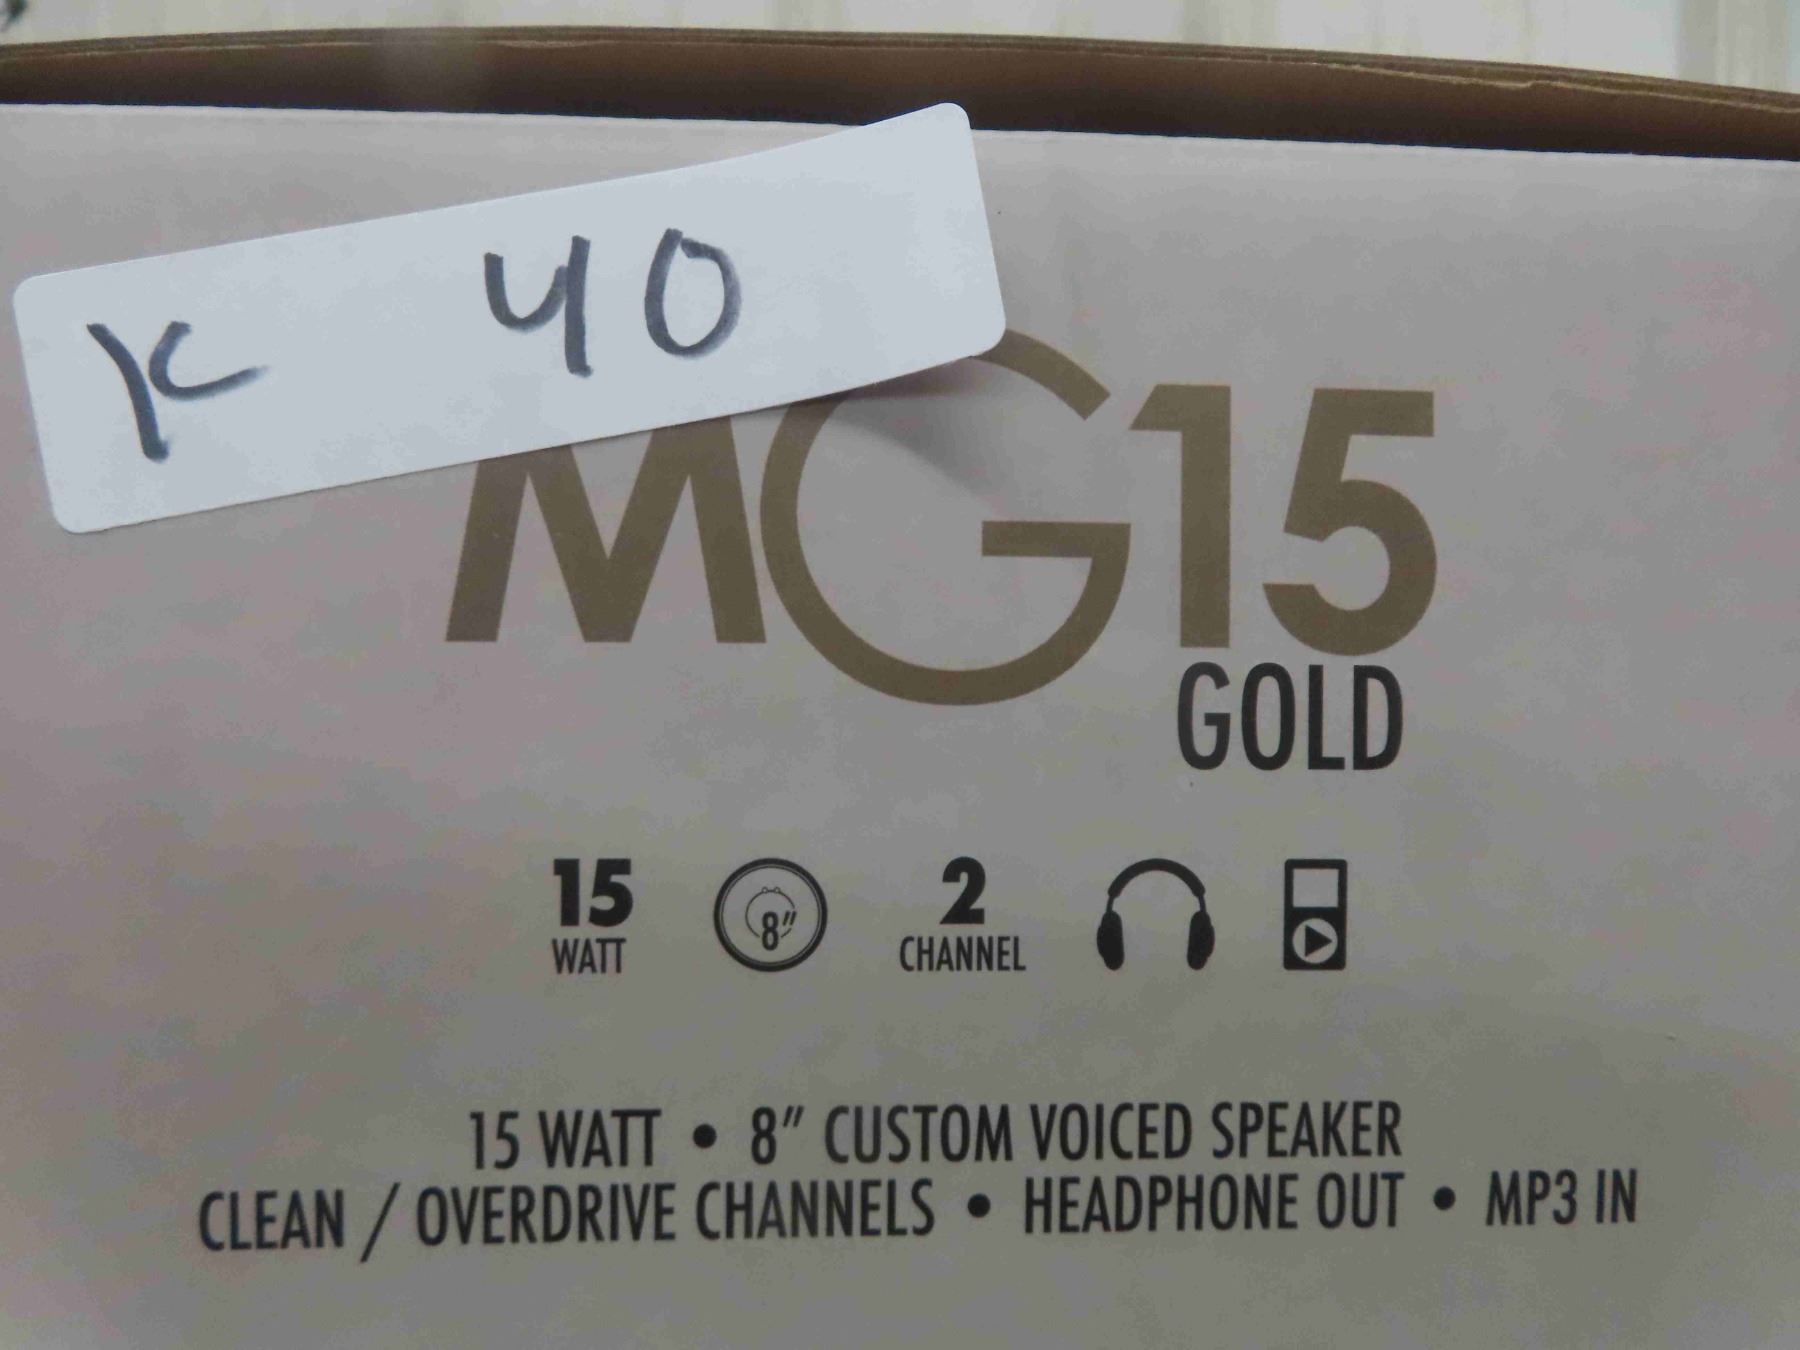 K 40
MG15
GOLD
15
WATT
8"
2
CHANNEL
15 WATT • 8" CUSTOM VOICED SPEAKER
CLEAN / OVERDRIVE CHANNELS • HEADPHONE OUT • MP3 IN